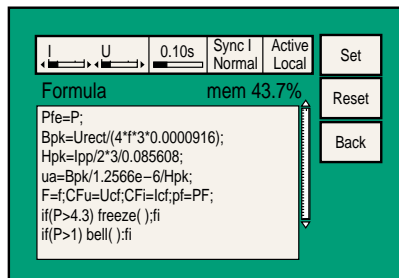 I U 0.10s Sync I Active Set
Normal Local
Formula mem 43.7% Reset
Pfe=P;
Bpk=Urect/(4*f*3*0.0000916); Back
Hpk=Ipp/2*3/0.085608;
ua=Bpk/1.2566e−6/Hpk;
F=f;CFu=Ucf;CFi=Icf;pf=PF;
if(P>4.3) freeze( );fi
if(P>1) bell( ):fi